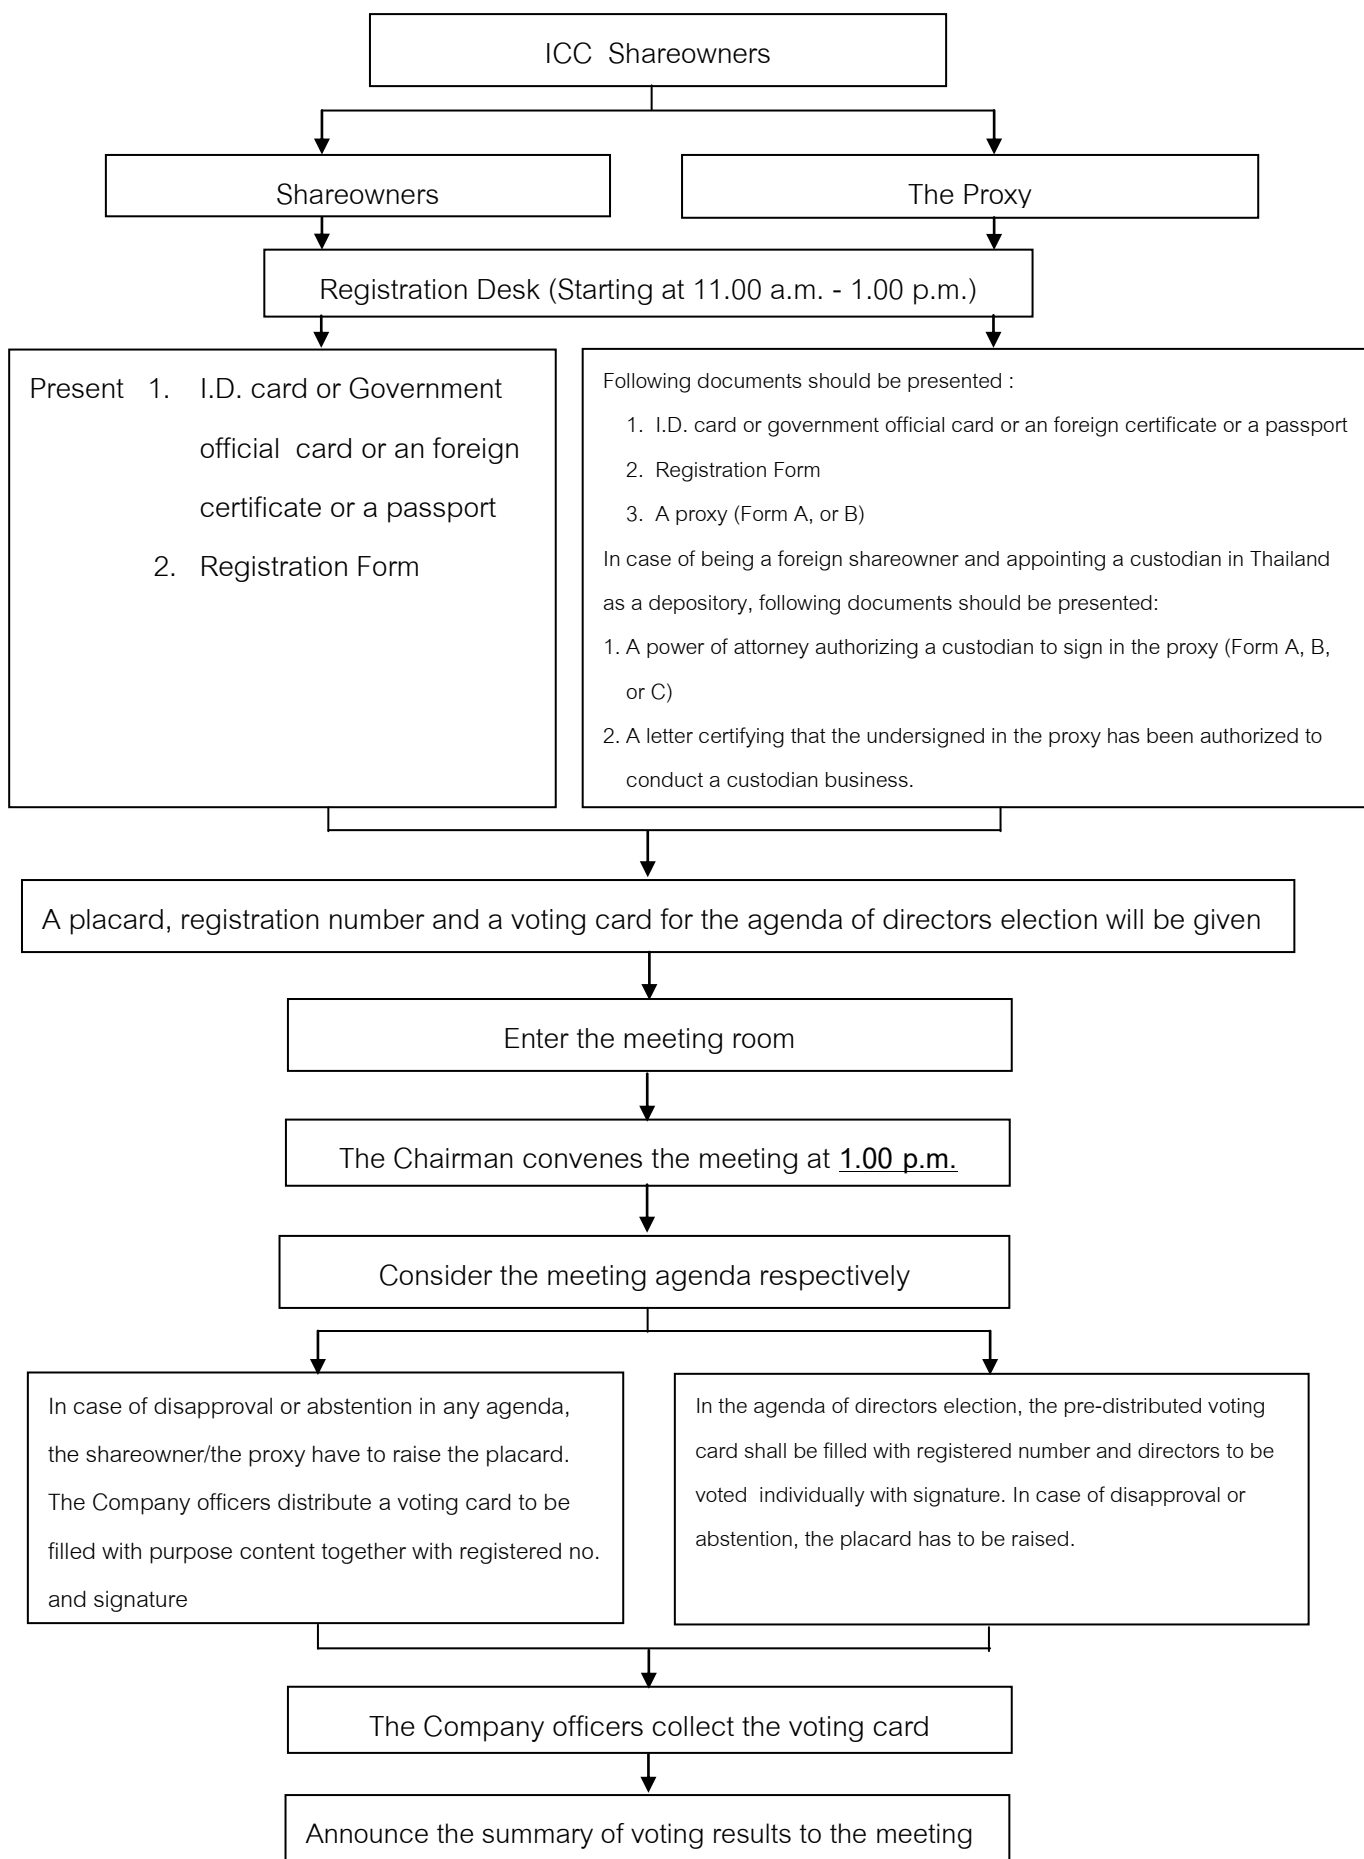 ICC  Shareowners
Shareowners
The Proxy
Registration Desk (Starting at 11.00 a.m. - 1.00 p.m.)
Present 1. I.D. card or Government
official  card or an foreign
certificate or a passport
2. Registration Form
Following documents should be presented :
1. I.D. card or government official card or an foreign certificate or a passport
2. Registration Form
3. A proxy (Form A, or B)
In case of being a foreign shareowner and appointing a custodian in Thailand
as a depository, following documents should be presented:
1. A power of attorney authorizing a custodian to sign in the proxy (Form A, B,
or C)
2. A letter certifying that the undersigned in the proxy has been authorized to
conduct a custodian business.
A placard, registration number and a voting card for the agenda of directors election will be given
Enter the meeting room
The Chairman convenes the meeting at 1.00 p.m.
Consider the meeting agenda respectively
In case of disapproval or abstention in any agenda,
the shareowner/the proxy have to raise the placard.
The Company officers distribute a voting card to be
filled with purpose content together with registered no.
and signature
In the agenda of directors election, the pre-distributed voting
card shall be filled with registered number and directors to be
voted  individually with signature. In case of disapproval or
abstention, the placard has to be raised.
The Company officers collect the voting card
Announce the summary of voting results to the meeting